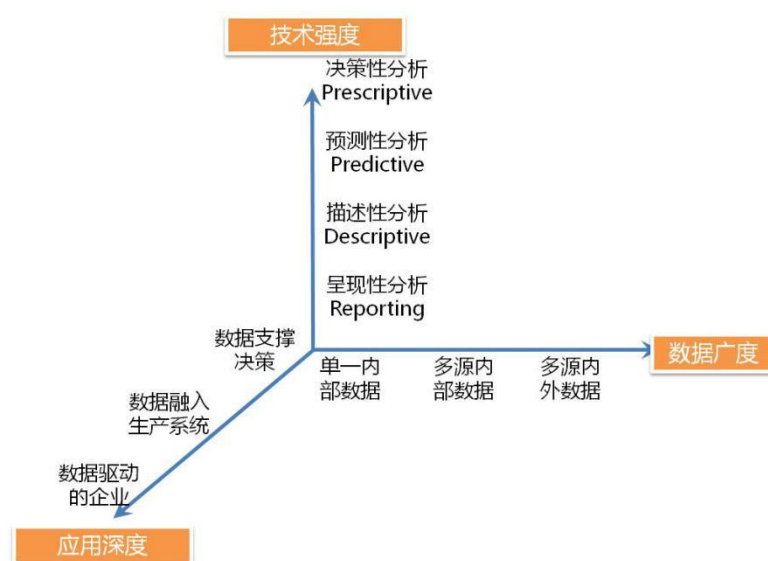 技术强度
决策性分析
Prescriptive
预测性分析
Predictive
描述性分析
Descriptive
呈现性分析
Reporting
数据支撑
决策
数据融入
生产系统
数据驱动
的企业
应用深度
单一内
部数据
多源内
部数据
多源内
外数据
数据广度